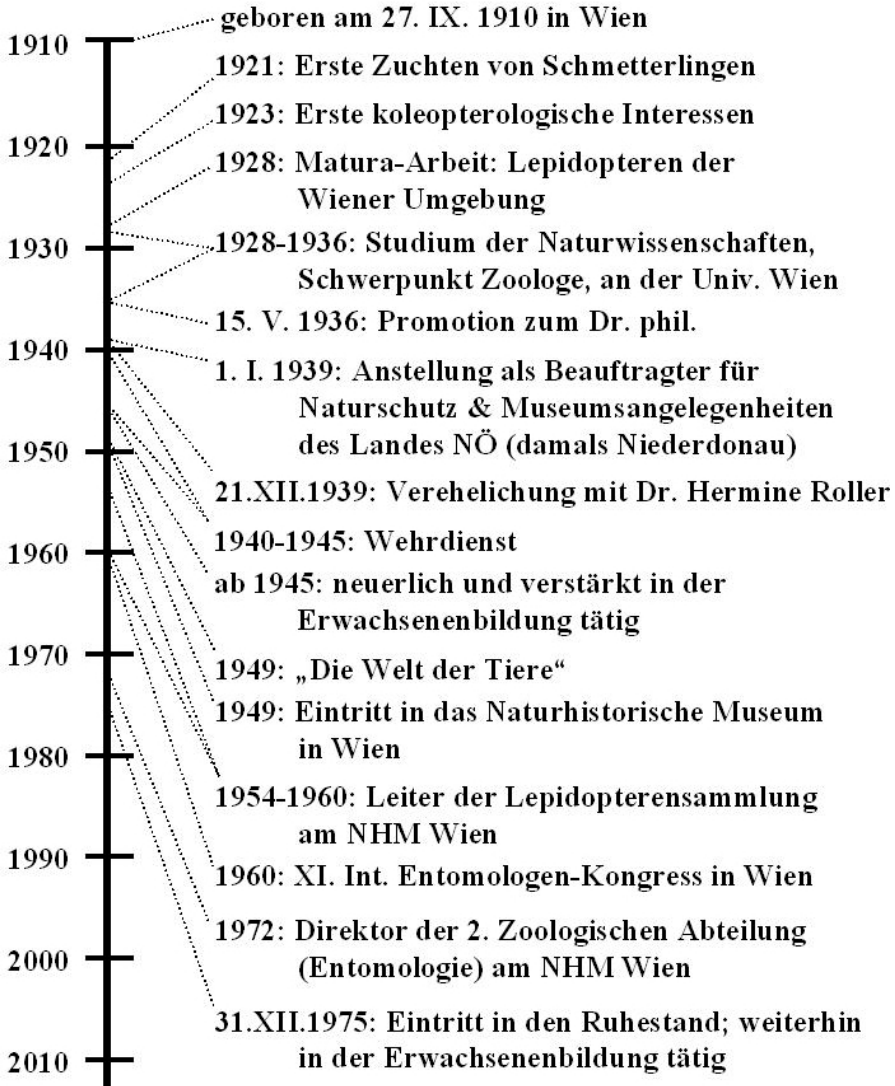 geboren am 27. IX. 1910 in Wien
1910
1921: Erste Zuchten von Schmetterlingen
1923: Erste koleopterologische Interessen
1920
1928: Matura-Arbeit: Lepidopteren der
Wiener Umgebung
1930
1928-1936: Studium der Naturwissenschaften,
Schwerpunkt Zoologe, an der Univ. Wien
15. V. 1936: Promotion zum Dr. phil.
1940
1. I. 1939: Anstellung als Beauftragter für
Naturschutz & Museumsangelegenheiten
des Landes NÖ (damals Niederdonau)
1950
21.XII.1939: Verehelichung mit Dr. Hermine Roller
1940-1945: Wehrdienst
1960
ab 1945: neuerlich und verstärkt in der
Erwachsenenbildung tätig
1970
1949: „Die Welt der Tiere“
1949: Eintritt in das Naturhistorische Museum
in Wien
1980
1954-1960: Leiter der Lepidopterensammlung
am NHM Wien
1990
1960: XI. Int. Entomologen-Kongress in Wien
1972: Direktor der 2. Zoologischen Abteilung
(Entomologie) am NHM Wien
2000
31.XII.1975: Eintritt in den Ruhestand; weiterhin
in der Erwachsenenbildung tätig
2010